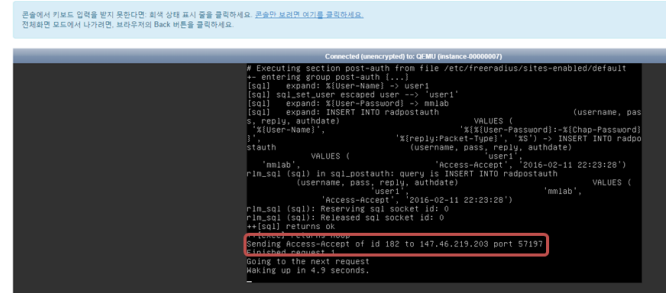 콘솔에서 키보드 입력을 받지 못한다면: 회색 상태 표시 줄을 클릭하세요. 콘솔만 보려면 여기를 클릭하세요.
전체화면 모드에서 나가려면, 브라우저의 Back 버튼을 클릭하세요.
Connected (unencrypted) to: QEMU (instance-00000007)
# Executing section post-auth from file /etc/freeradius/sites-enabled/default
+- entering group post-auth {...}
[sql] expand: %{User-Name} -> user1
[sql] sql_set_user escaped user --> 'user1'
[sql] expand: %{User-Password} -> mmlab
[sql] expand: INSERT INTO radpostauth (username, pas
s, reply, authdate) VALUES (
'%{User-Name}', '%{%{User-Password}:-%{Chap-Password}
}', '%{reply:Packet-Type}', '%S') -> INSERT INTO radpo
stauth (username, pass, reply, authdate)
VALUES ( 'user1',
'mmlab', 'Access-Accept', '2016-02-11 22:23:28')
rlm_sql (sql) in sql_postauth: query is INSERT INTO radpostauth
(username, pass, reply, authdate) VALUES (
'user1', 'mmlab',
'Access-Accept', '2016-02-11 22:23:28')
rlm_sql (sql): Reserving sql socket id: 0
rlm_sql (sql): Released sql socket id: 0
++[sql] returns ok
++[exec] returns noop
Sending Access-Accept of id 182 to 147.46.219.203 port 57197
Finished request 1.
Going to the next request
Waking up in 4.9 seconds.